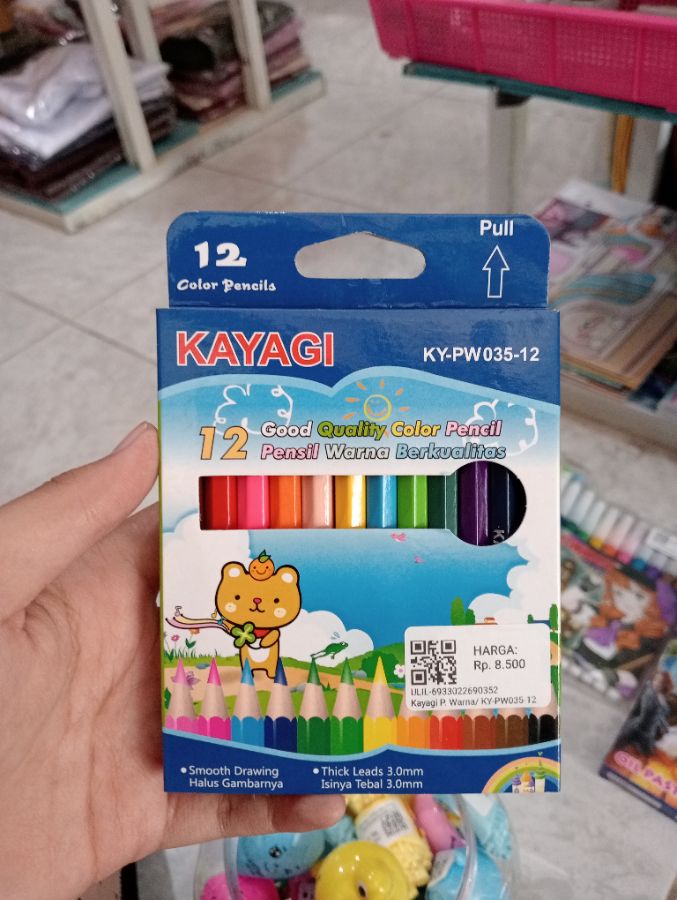 Pull
12
Color Pencils
KAYAGI
KY-PW035-12
12 Good Quality Color Pencil
Pensil Warna Berkualitas
HARGA:
Rp. 8.500
ULIL-6933022690352
Kayagi P. Warna/ KY-PW035-12
•Smooth Drawing
Halus Gambarnya
•Thick Leads 3.0mm
Isinya Tebal 3.0mm
OIL PAST